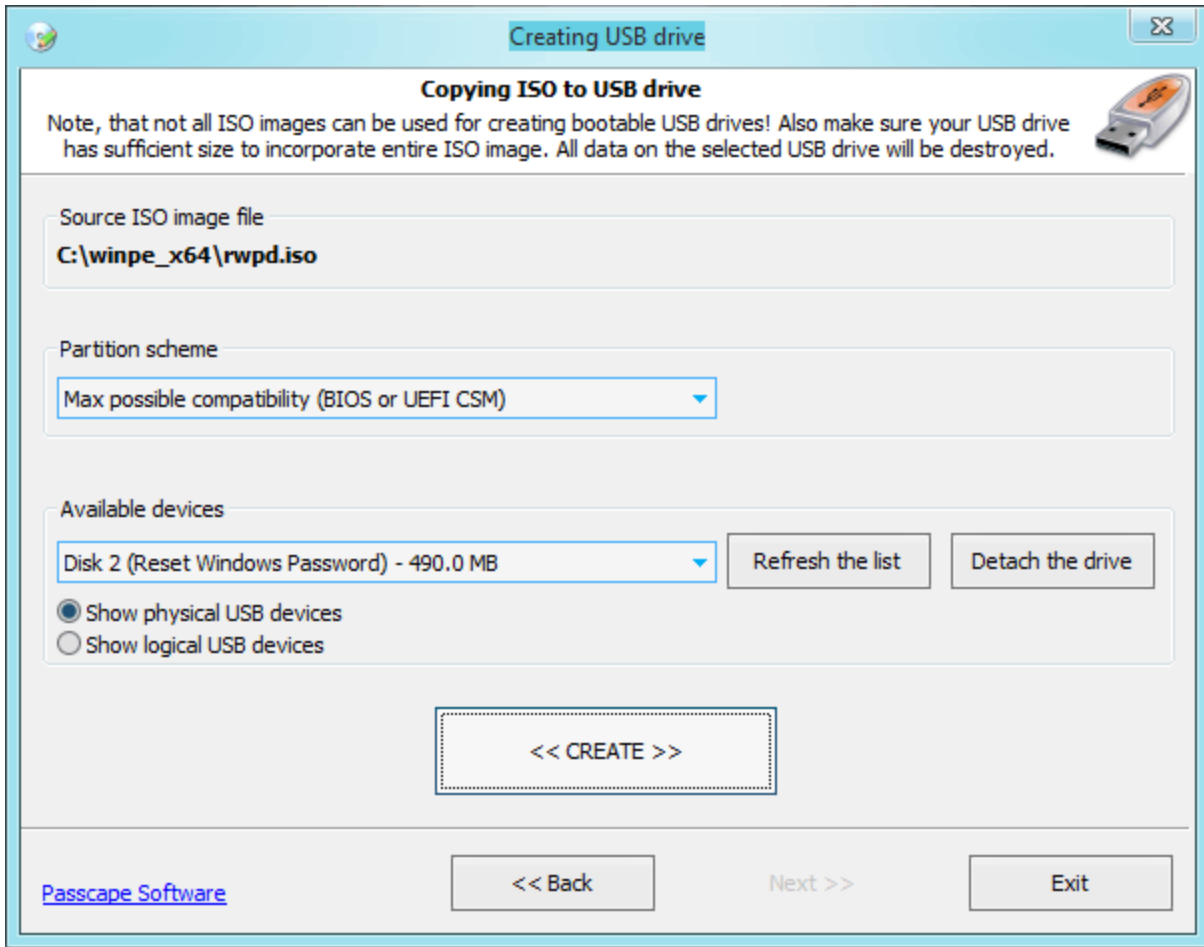 Creating USB drive
Copying ISO to USB drive
Note, that not all ISO images can be used for creating bootable USB drives! Also make sure your USB drive
has sufficient size to incorporate entire ISO image. All data on the selected USB drive will be destroyed.
Source ISO image file
C:\winpe_x64\rwpd.iso
Partition scheme
Max possible compatibility (BIOS or UEFI CSM)
Available devices
Disk 2 (Reset Windows Password) - 490.0 MB
Refresh the list
Detach the drive
Show physical USB devices
Show logical USB devices
<< CREATE >>
Passcape Software
<< Back
Next >>
Exit